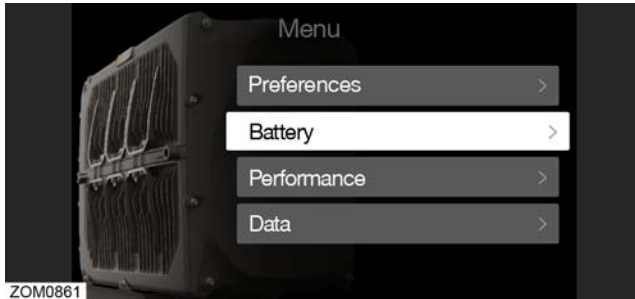 Menu
Preferences
Battery
Performance
Data
ZOM0861